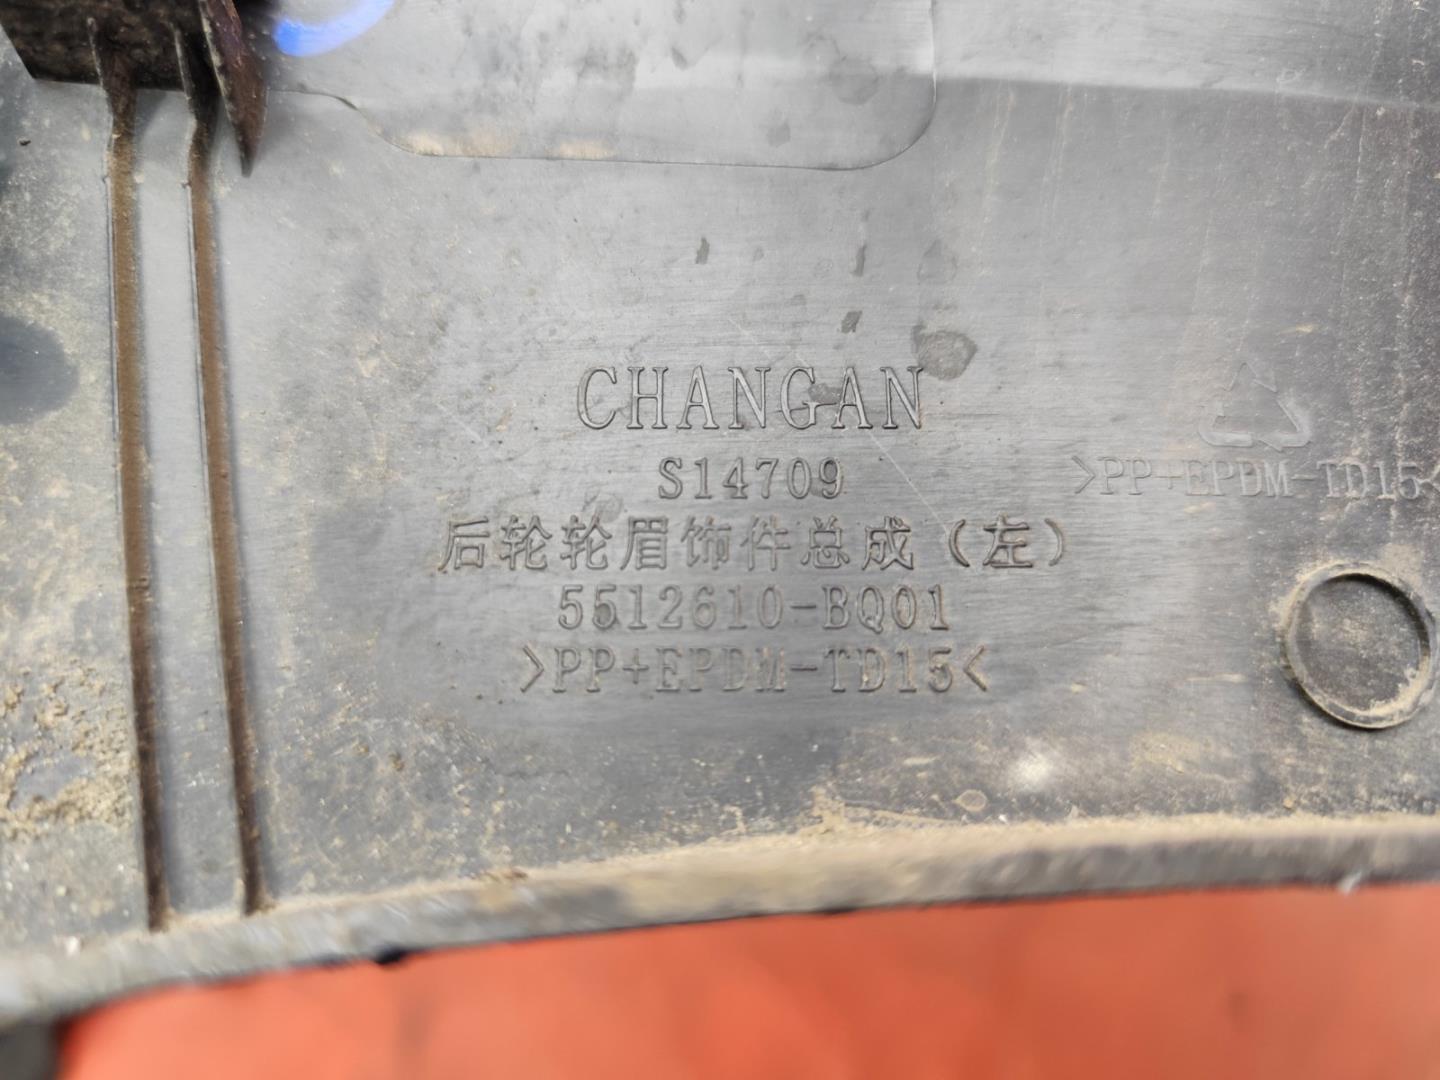 CHANGAN
S14709
后轮轮眉饰件总成（左）
5512610-BQ01
>PP+EPDM-TD15<
>PP+EPDM-TD15<